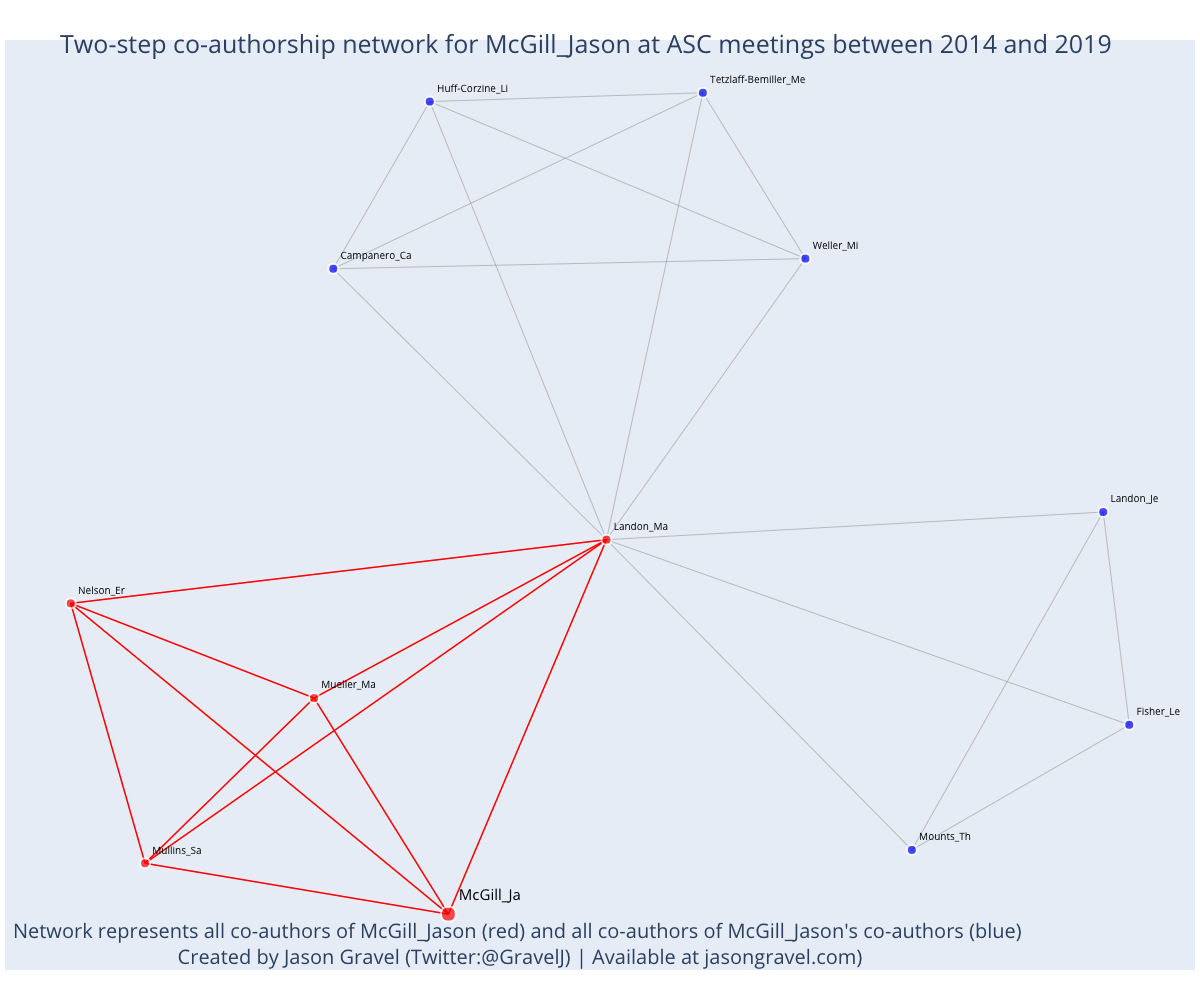 Two-step co-authorship network for McGill_Jason at ASC meetings between 2014 and 2019
Tetzlaff-Bemiller_Me
Huff-Corzine_Li
Weller_Mi
Campanero_Ca
Landon_Je
Landon_Ma
Nelson_Er
Mueller_Ma
Fisher_Le
Mounts_Th
Mullins_Sa
McGill_Ja
Network represents all co-authors of McGill_Jason (red) and all co-authors of McGill_Jason's co-authors (blue)
Created by Jason Gravel (Twitter:@GravelJ) | Available at jasongravel.com)